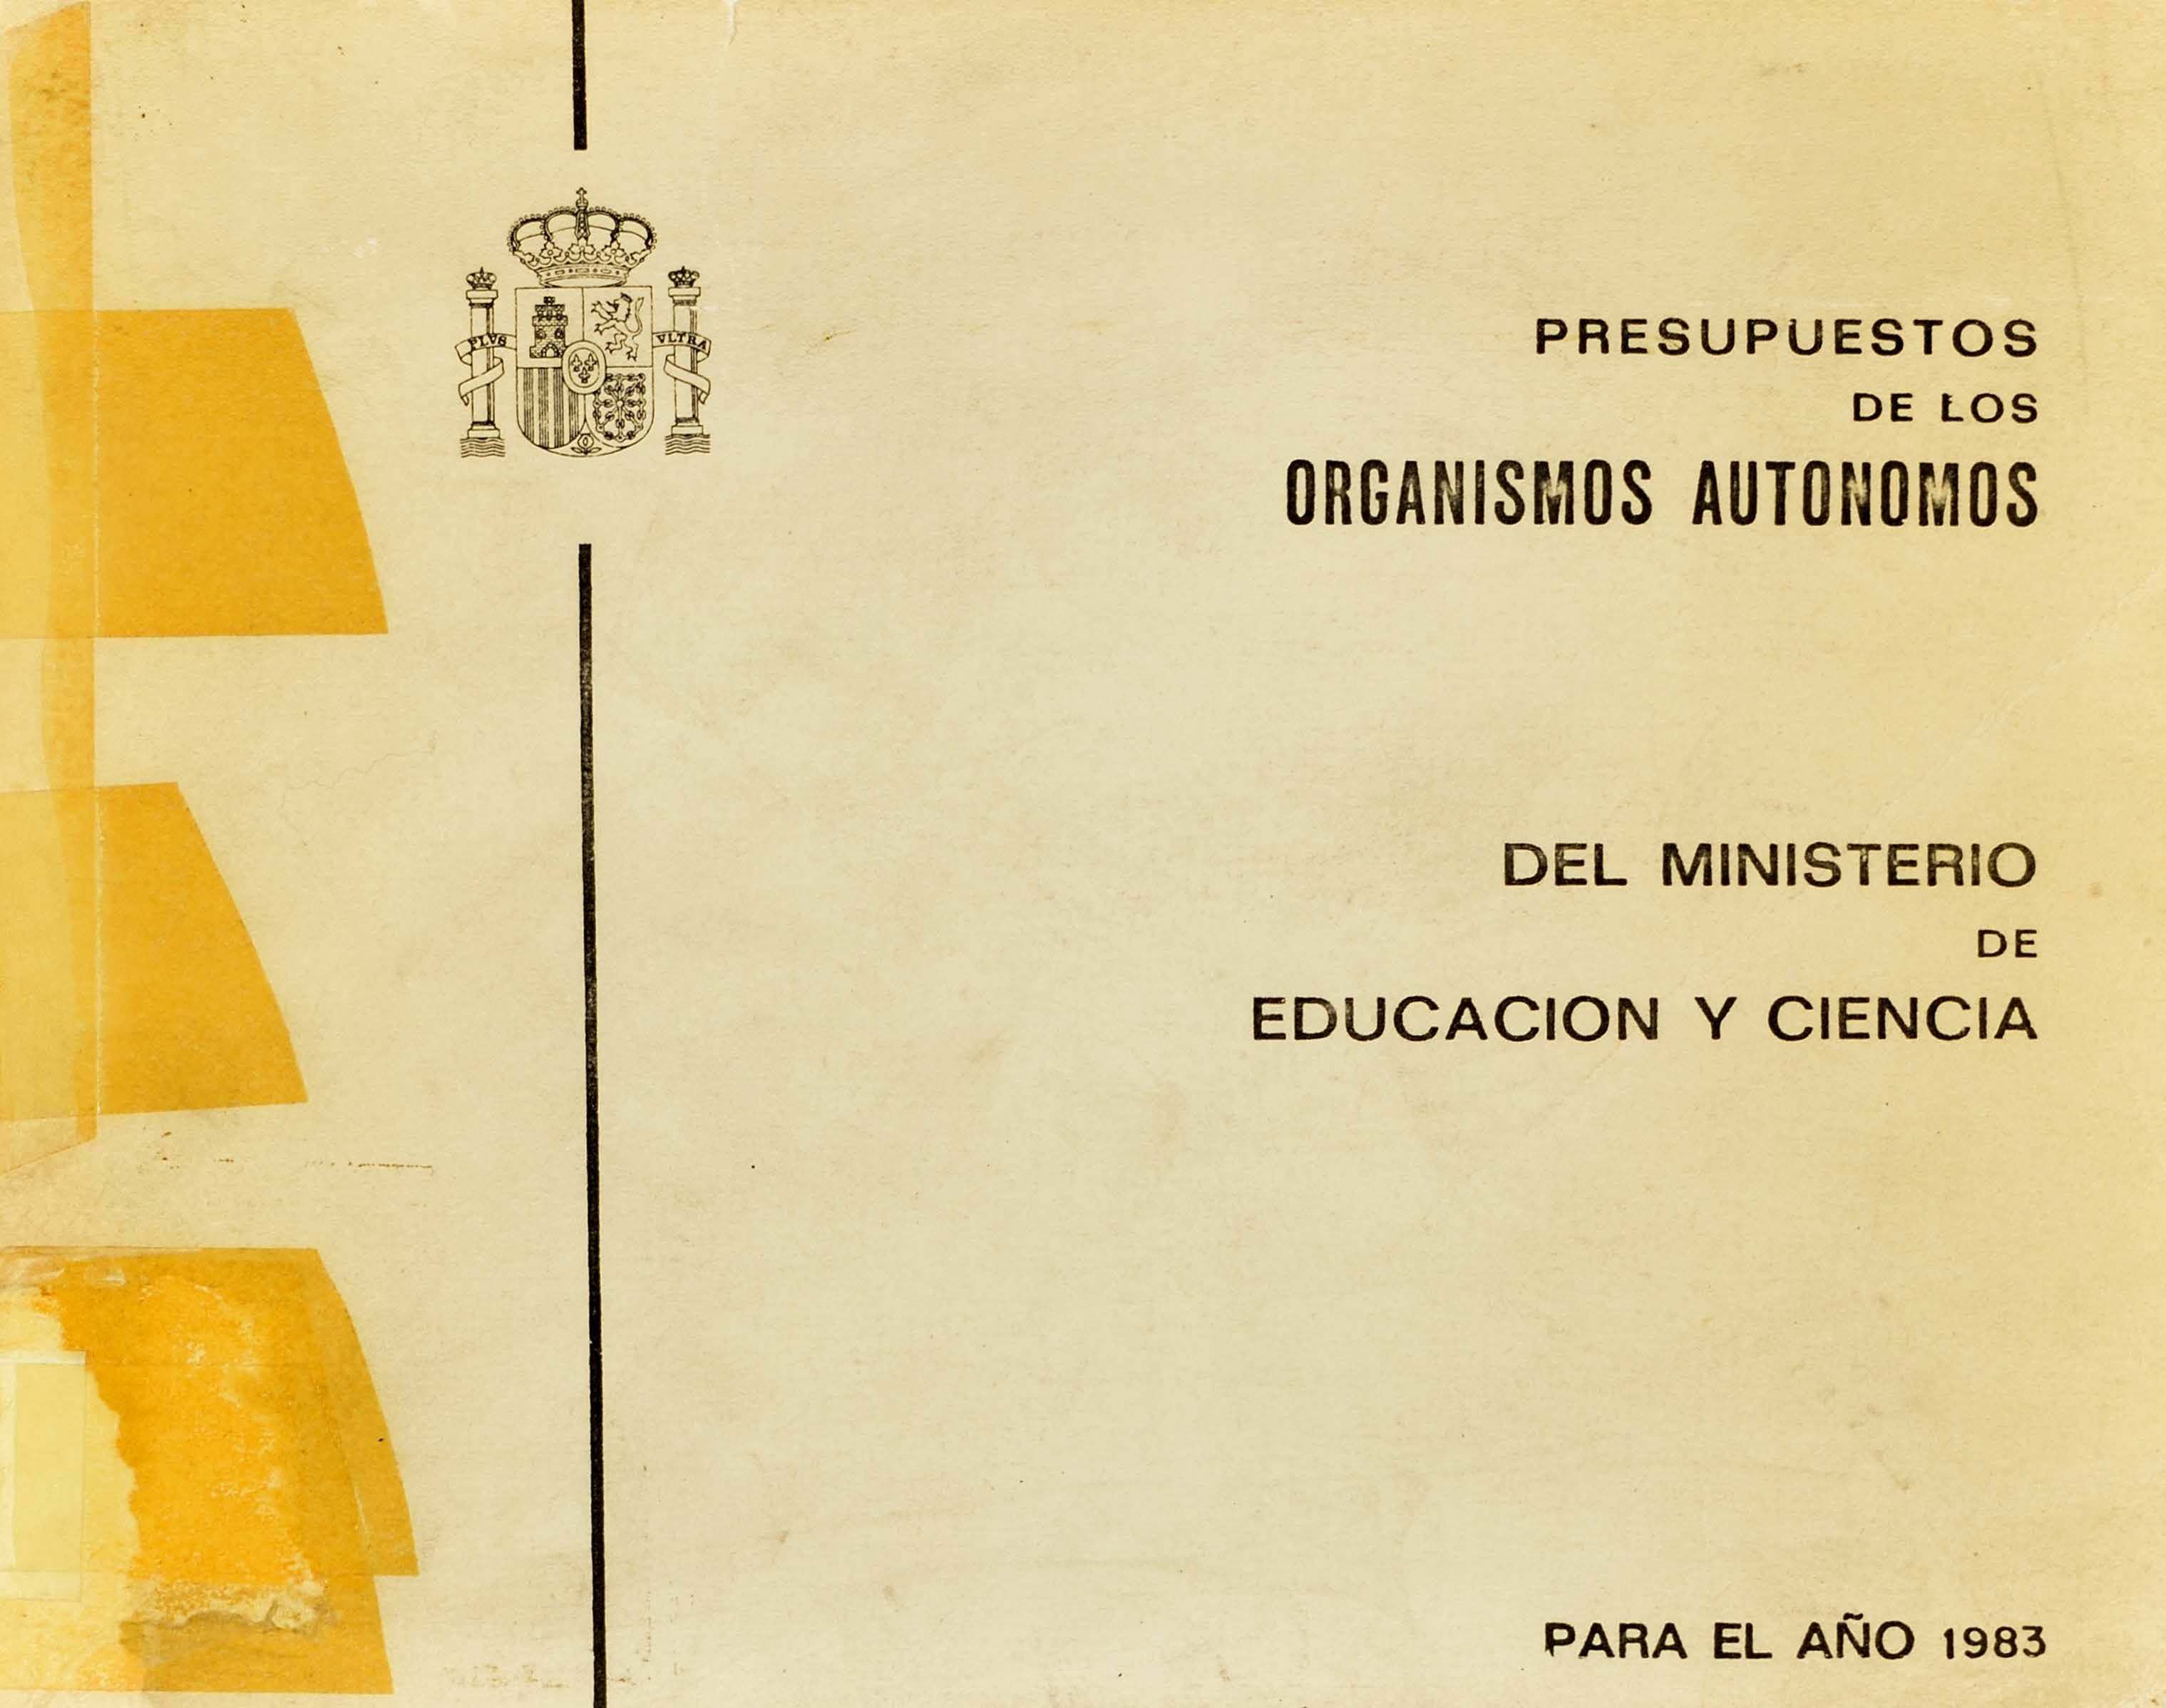 PLVS VLTRA
PRESUPUESTOS
DE LOS
ORGANISMOS AUTONOMOS
DEL MINISTERIO
DE
EDUCACION Y CIENCIA
PARA EL AÑO 1983